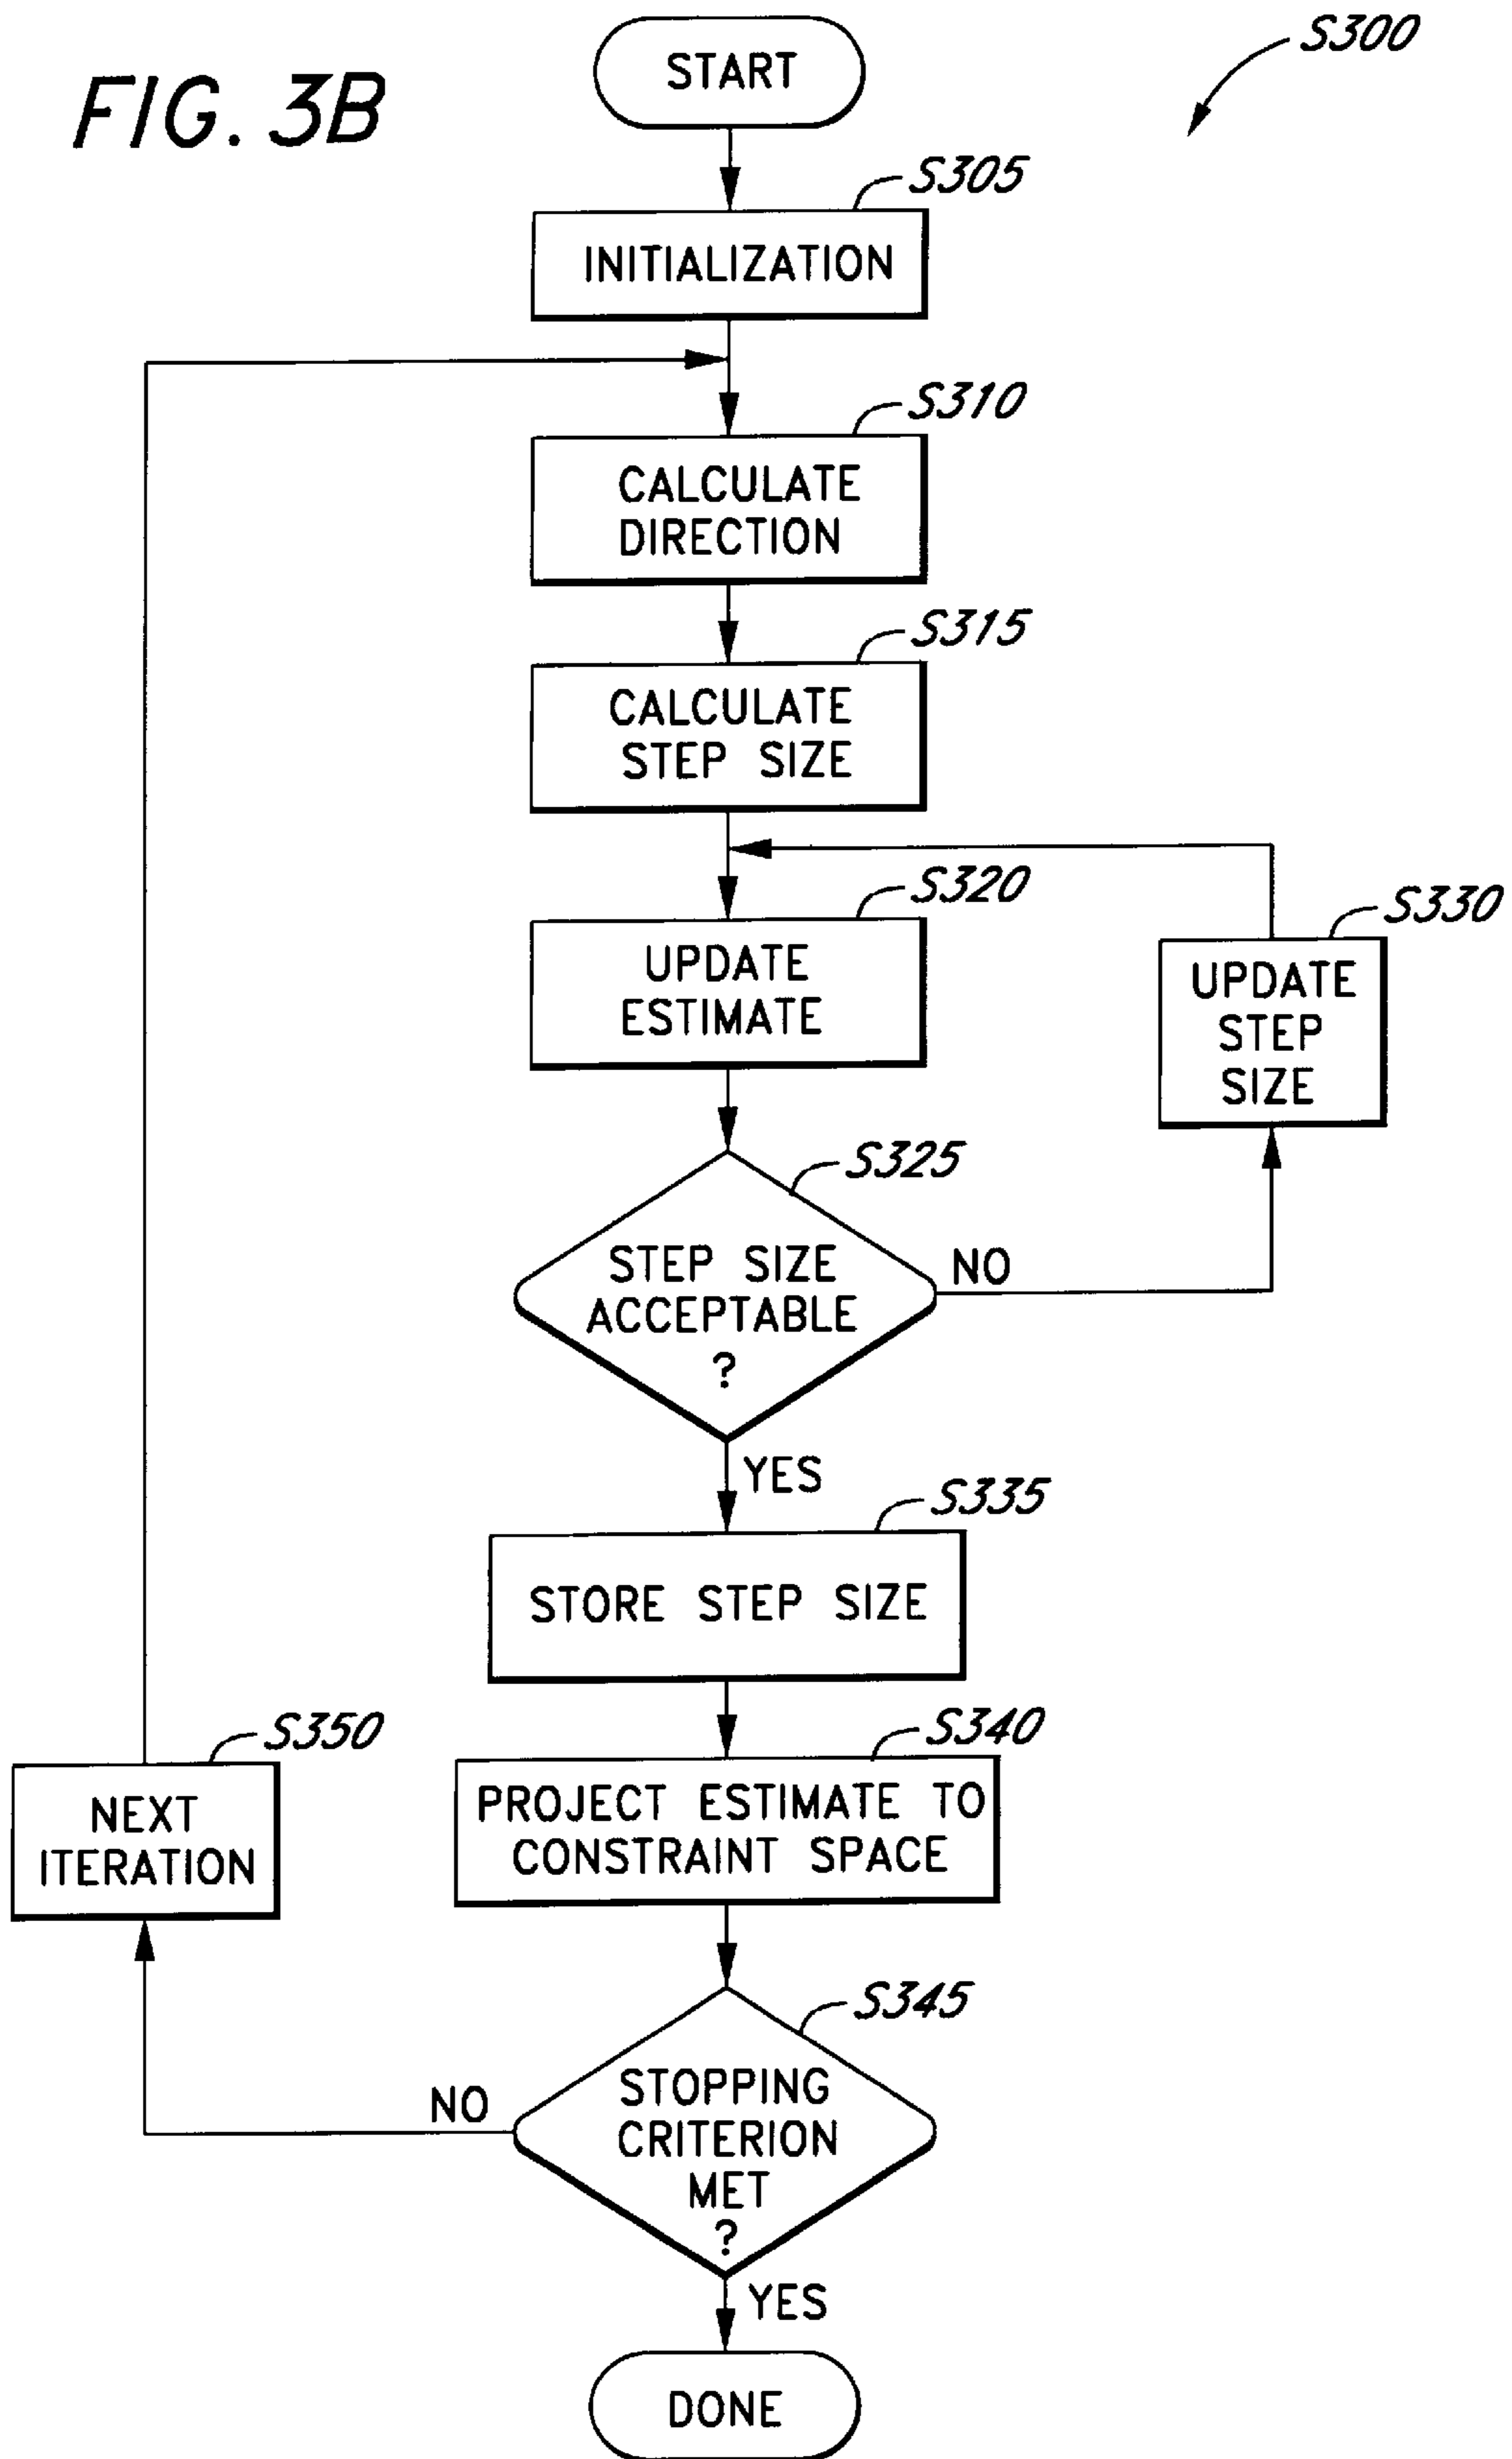 FIG. 3B
S300
START
S305
INITIALIZATION
S310
CALCULATE
DIRECTION
S315
CALCULATE
STEP SIZE
S320
UPDATE
ESTIMATE
S330
UPDATE
STEP
SIZE
S325
STEP SIZE
ACCEPTABLE
?
NO
YES
S335
STORE STEP SIZE
S340
PROJECT ESTIMATE TO
CONSTRAINT SPACE
S350
NEXT
ITERATION
S345
STOPPING
CRITERION
MET
?
NO
YES
DONE